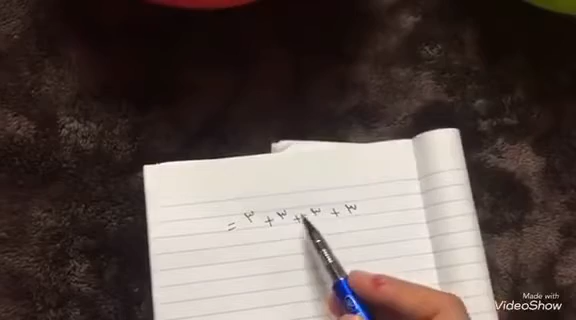 ٣ + ٣ + ٣ + ٣ =
Made with
VideoShow